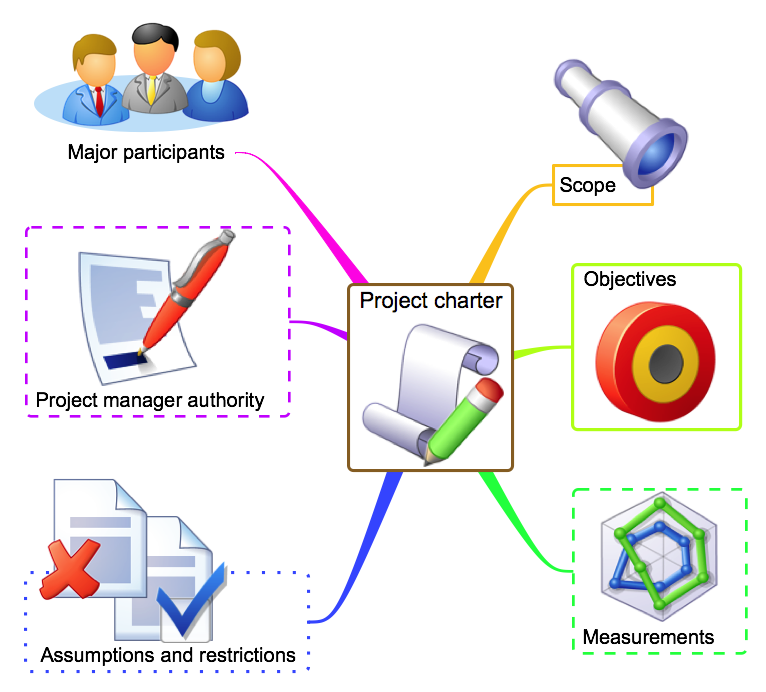 Major participants
Scope
Project charter
Objectives
Project manager authority
Assumptions and restrictions
Measurements